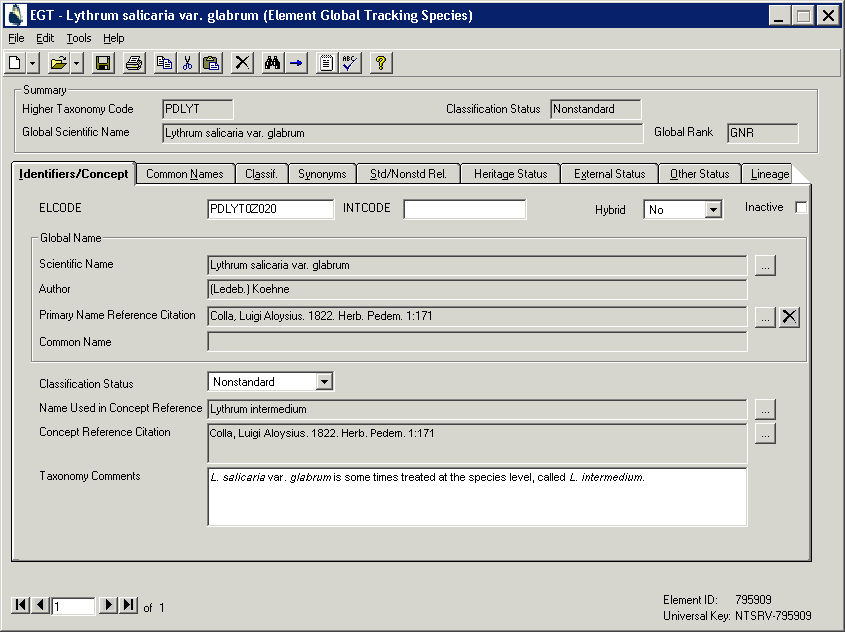 EGT - Lythrum salicaria var. glabrum (Element Global Tracking Species)
File Edit Tools Help
ABC ?
Summary
Higher Taxonomy Code PDLYT Classification Status Nonstandard
Global Scientific Name Lythrum salicaria var. glabrum Global Rank GNR
Identifiers/Concept Common Names Classif. Synonyms Std/Nonstd Rel. Heritage Status External Status Other Status Lineage
ELCODE PDLYT0Z020 INTCODE Hybrid No Inactive
Global Name
Scientific Name Lythrum salicaria var. glabrum ...
Author (Ledeb.) Koehne
Primary Name Reference Citation Colla, Luigi Aloysius. 1822. Herb. Pedem. 1:171 ...
Common Name
Classification Status Nonstandard
Name Used in Concept Reference Lythrum intermedium ...
Concept Reference Citation Colla, Luigi Aloysius. 1822. Herb. Pedem. 1:171 ...
Taxonomy Comments L. salicaria var. glabrum is some times treated at the species level, called L. intermedium.
1 of 1
Element ID: 795909
Universal Key: NTSRV-795909